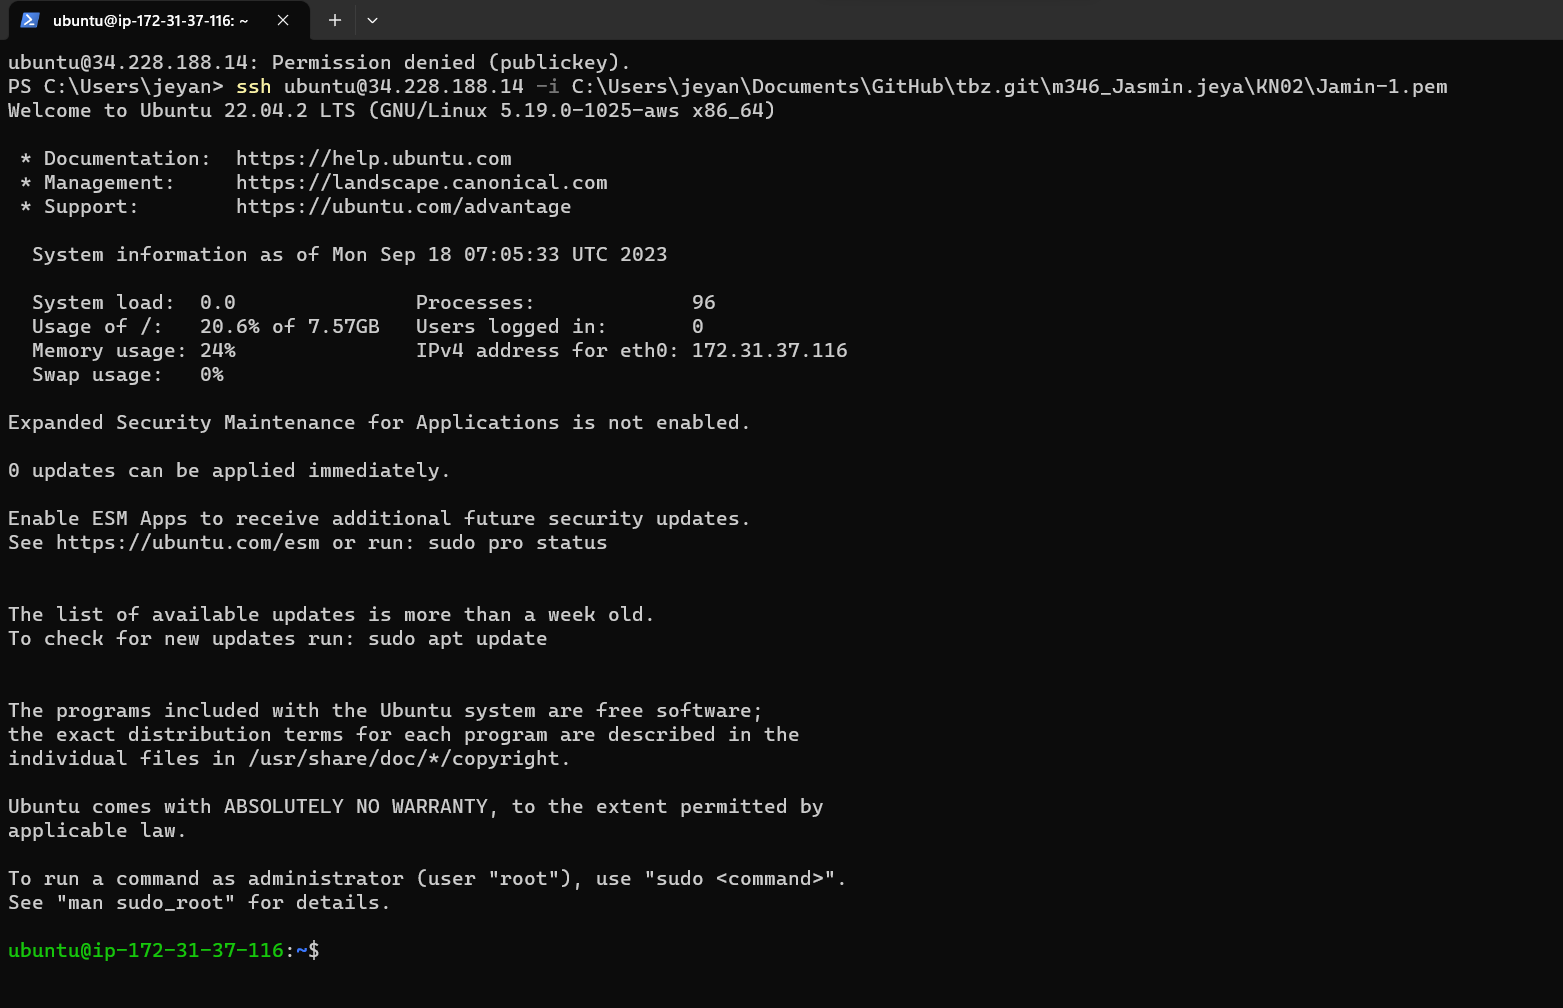 ubuntu@ip-172-31-37-116: ~
ubuntu@34.228.188.14: Permission denied (publickey).
PS C:\Users\jeyan> ssh ubuntu@34.228.188.14 -i C:\Users\jeyan\Documents\GitHub\tbz.git\m346_Jasmin.jeya\KN02\Jamin-1.pem
Welcome to Ubuntu 22.04.2 LTS (GNU/Linux 5.19.0-1025-aws x86_64)
* Documentation:  https://help.ubuntu.com
* Management:     https://landscape.canonical.com
* Support:        https://ubuntu.com/advantage
System information as of Mon Sep 18 07:05:33 UTC 2023
System load:  0.0               Processes:             96
Usage of /:   20.6% of 7.57GB   Users logged in:       0
Memory usage: 24%               IPv4 address for eth0: 172.31.37.116
Swap usage:   0%
Expanded Security Maintenance for Applications is not enabled.
0 updates can be applied immediately.
Enable ESM Apps to receive additional future security updates.
See https://ubuntu.com/esm or run: sudo pro status
The list of available updates is more than a week old.
To check for new updates run: sudo apt update
The programs included with the Ubuntu system are free software;
the exact distribution terms for each program are described in the
individual files in /usr/share/doc/*/copyright.
Ubuntu comes with ABSOLUTELY NO WARRANTY, to the extent permitted by
applicable law.
To run a command as administrator (user "root"), use "sudo <command>".
See "man sudo_root" for details.
ubuntu@ip-172-31-37-116:~$